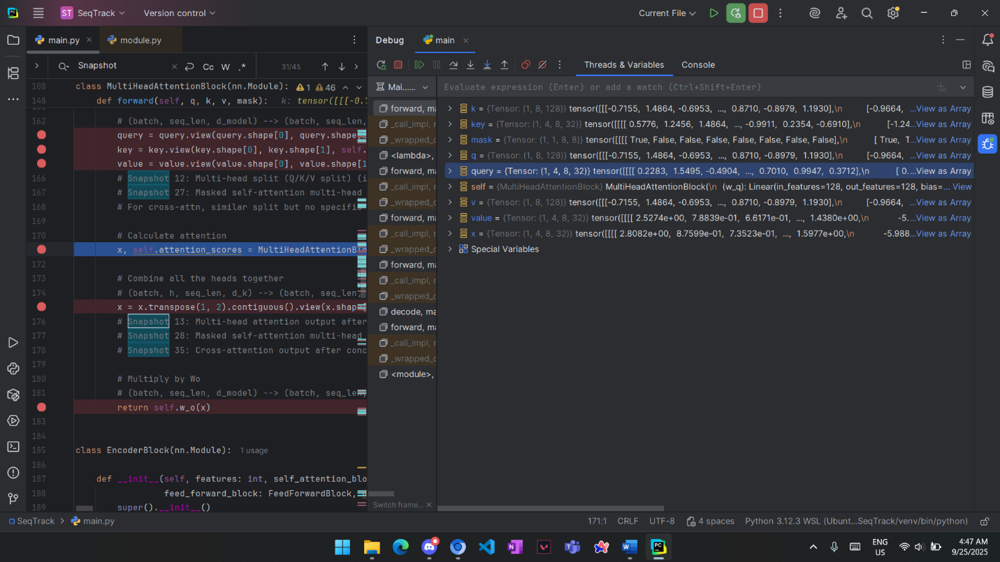 ST SeqTrack Version control Current File
main.py module.py Debug main
Snapshot Cc W .* 31/45 Threads & Variables Console
108 class MultiHeadAttentionBlock(nn.Module): 1 46
148 def forward(self, q, k, v, mask): k: tensor([[[-0.
162 # (batch, seq_len, d_model) --> (batch, seq_len,
query = query.view(query.shape[0], query.shape
key = key.view(key.shape[0], key.shape[1], self.
value = value.view(value.shape[0], value.shape[1
166 # Snapshot 12: Multi-head split (Q/K/V split) (i
167 # Snapshot 27: Masked self-attention multi-head
168 # For cross-attn, similar split but no specific
169
170 # Calculate attention
x, self.attention_scores = MultiHeadAttentionBlo
172
173 # Combine all the heads together
174 # (batch, h, seq_len, d_k) --> (batch, seq_len,
x = x.transpose(1, 2).contiguous().view(x.shape[
176 # Snapshot 13: Multi-head attention output after
177 # Snapshot 28: Masked self-attention multi-head
178 # Snapshot 35: Cross-attention output after conc
179
180 # Multiply by Wo
181 # (batch, seq_len, d_model) --> (batch, seq_len,
return self.w_o(x)
183
184
185 class EncoderBlock(nn.Module): 1 usage
186
187 def __init__(self, features: int, self_attention_blo
188 feed_forward_block: FeedForwardBlock,
189 super().__init__()
Mai...... Evaluate expression (Enter) or add a watch (Ctrl+Shift+Enter)
forward, ma
_call_impl, m
_wrapped_c
<lambda>,
forward, ma
_call_impl, m
_wrapped_c
forward, ma
_call_impl, m
_wrapped_c
forward, ma
_call_impl, m
_wrapped_c
decode, ma
forward, ma
_call_impl, m
_wrapped_c
<module>,
Switch frame...
k = {Tensor: (1, 8, 128)} tensor([[[-0.7155, 1.4864, -0.6953, ..., 0.8710, -0.8979, 1.1930],\n [-0.9664, ...View as Array
key = {Tensor: (1, 4, 8, 32)} tensor([[[[ 0.5776, 1.2456, 1.4864, ..., -0.9911, 0.2354, -0.6910],\n [-1.24...View as Array
mask = {Tensor: (1, 1, 8, 8)} tensor([[[[ True, False, False, False, False, False, False, False],\n [ True, T...View as Array
q = {Tensor: (1, 8, 128)} tensor([[[-0.7155, 1.4864, -0.6953, ..., 0.8710, -0.8979, 1.1930],\n [-0.9664, ...View as Array
query = {Tensor: (1, 4, 8, 32)} tensor([[[[ 0.2283, 1.5495, -0.4904, ..., 0.7010, 0.9947, 0.3712],\n [ 0....View as Array
self = {MultiHeadAttentionBlock} MultiHeadAttentionBlock(\n (w_q): Linear(in_features=128, out_features=128, bias=... View
v = {Tensor: (1, 8, 128)} tensor([[[-0.7155, 1.4864, -0.6953, ..., 0.8710, -0.8979, 1.1930],\n [-0.9664, ...View as Array
value = {Tensor: (1, 4, 8, 32)} tensor([[[[ 2.5274e+00, 7.8839e-01, 6.6171e-01, ..., 1.4380e+00,\n -5....View as Array
x = {Tensor: (1, 4, 8, 32)} tensor([[[[ 2.8082e+00, 8.7599e-01, 7.3523e-01, ..., 1.5977e+00,\n -5.988...View as Array
Special Variables
SeqTrack main.py 171:1 CRLF UTF-8 4 spaces Python 3.12.3 WSL (Ubunt...SeqTrack/venv/bin/python)
ENG
US
4:47 AM
9/25/2025